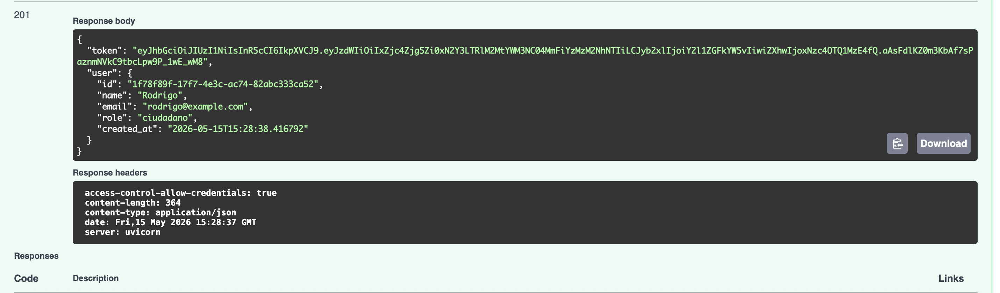 201
Response body
{
"token": "eyJhbGciOiJIUzI1NiIsInR5cCI6IkpXVCJ9.eyJzdWIiOiIxZjc4Zjg5Zi0xN2Y3LTRlM2MtYWM3NC04MmFiYzMzM2NhNTIiLCJyb2xlIjoiY2l1ZGFkYW5vIiwiZXhwIjoxNzc4OTQ1MzE4fQ.aAsFdlKZ0m3KbAf7sP
aznmNVkC9tbcLpw9P_1wE_wM8",
"user": {
"id": "1f78f89f-17f7-4e3c-ac74-82abc333ca52",
"name": "Rodrigo",
"email": "rodrigo@example.com",
"role": "ciudadano",
"created_at": "2026-05-15T15:28:38.416792"
}
}
Download
Response headers
access-control-allow-credentials: true
content-length: 364
content-type: application/json
date: Fri,15 May 2026 15:28:37 GMT
server: uvicorn
Responses
Code Description Links